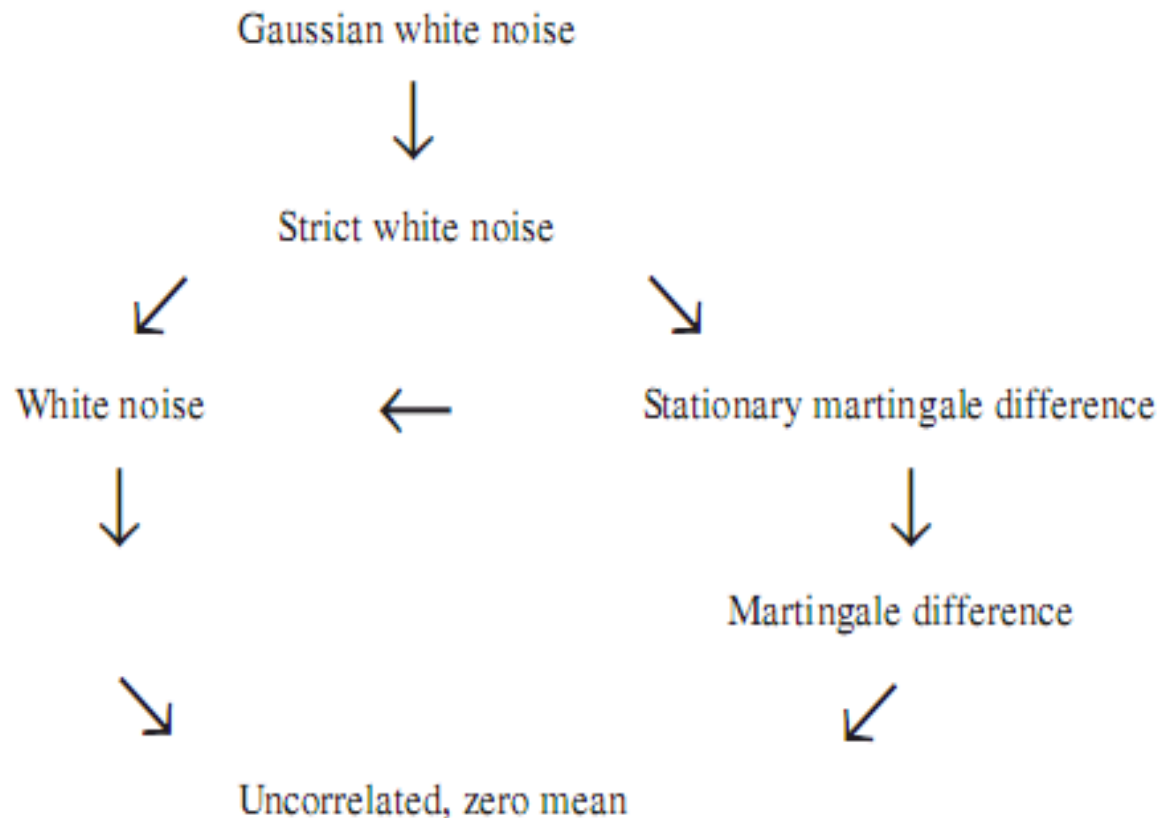 Gaussian white noise
Strict white noise
White noise
Stationary martingale difference
Martingale difference
Uncorrelated, zero mean